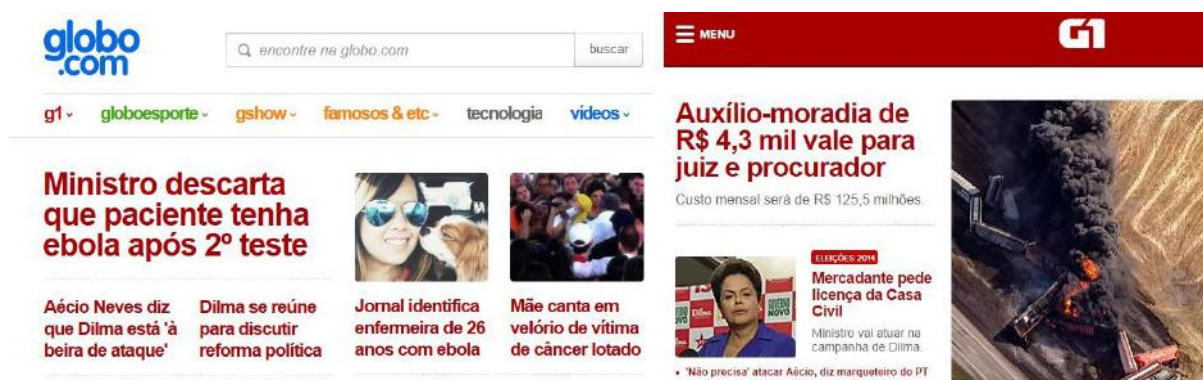 globo
.com
encontre na globo.com
buscar
g1
globoesporte
gshow
famosos & etc
tecnologia
vídeos
Ministro descarta
que paciente tenha
ebola após 2º teste
Aécio Neves diz
que Dilma está 'à
beira de ataque'
Dilma se reúne
para discutir
reforma política
Jornal identifica
enfermeira de 26
anos com ebola
Mãe canta em
velório de vítima
de câncer lotado
MENU
G1
Auxílio-moradia de
R$ 4,3 mil vale para
juiz e procurador
Custo mensal será de R$ 125,5 milhões.
ELEIÇÕES 2014
Mercadante pede
licença da Casa
Civil
Ministro vai atuar na
campanha de Dilma.
• 'Não precisa' atacar Aécio, diz marqueteiro do PT